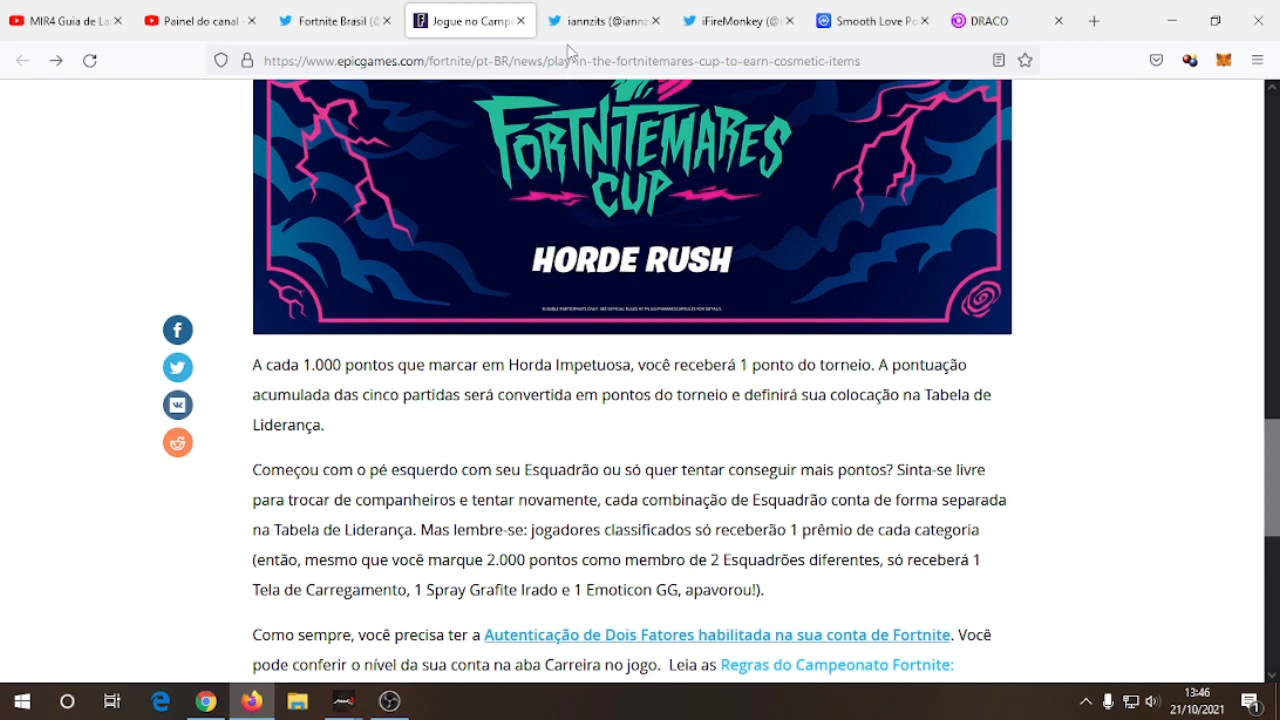 MIR4 Guia de La
Painel do canal -
Fortnite Brasil (@
Jogue no Campe
iannzits (@iannz
iFireMonkey (@i
Smooth Love Po
DRACO
https://www.epicgames.com/fortnite/pt-BR/news/play-in-the-fortnitemares-cup-to-earn-cosmetic-items
FORTNITEMARES
CUP
HORDE RUSH
A cada 1.000 pontos que marcar em Horda Impetuosa, você receberá 1 ponto do torneio. A pontuação
acumulada das cinco partidas será convertida em pontos do torneio e definirá sua colocação na Tabela de
Liderança.
Começou com o pé esquerdo com seu Esquadrão ou só quer tentar conseguir mais pontos? Sinta-se livre
para trocar de companheiros e tentar novamente, cada combinação de Esquadrão conta de forma separada
na Tabela de Liderança. Mas lembre-se: jogadores classificados só receberão 1 prêmio de cada categoria
(então, mesmo que você marque 2.000 pontos como membro de 2 Esquadrões diferentes, só receberá 1
Tela de Carregamento, 1 Spray Grafite Irado e 1 Emoticon GG, apavorou!).
Como sempre, você precisa ter a Autenticação de Dois Fatores habilitada na sua conta de Fortnite. Você
pode conferir o nível da sua conta na aba Carreira no jogo. Leia as Regras do Campeonato Fortnite:
13:46
21/10/2021
1